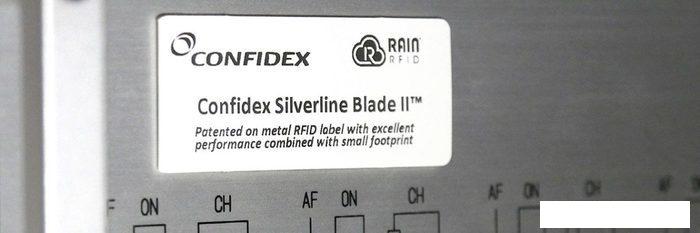 CONFIDEX
RAIN
RFID
Confidex Silverline Blade II™
Patented on metal RFID label with excellent
performance combined with small footprint
F ON CH AF ON CH AF ON CH AF ON